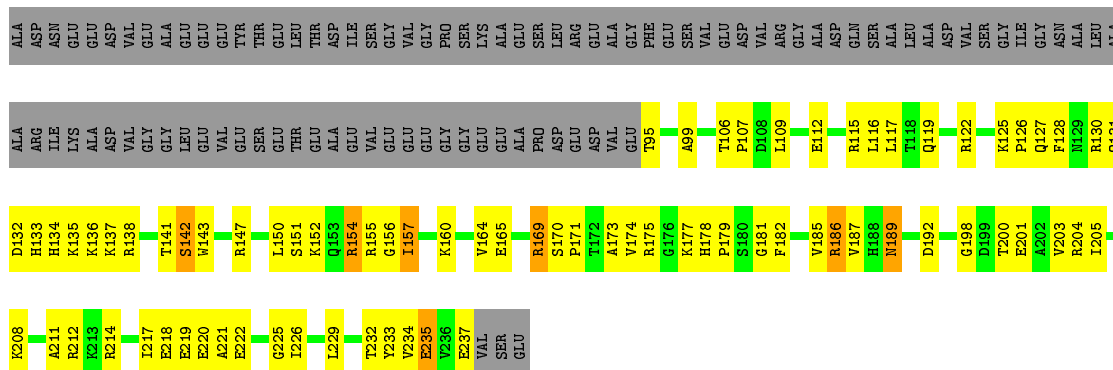 ALA ASP ASN GLU GLU ASP VAL GLU ALA GLU GLU GLU TYR THR GLU LEU THR ASP ILE SER GLY VAL GLY PRO SER LYS ALA GLU SER LEU ARG GLU ALA GLY PHE GLU SER VAL GLU ASP VAL ARG GLY ALA ASP GLN SER ALA LEU ALA ASP VAL SER GLY ILE GLY ASN ALA LEU ALA
ALA ARG ILE LYS ALA ASP VAL GLY GLY LEU GLU VAL GLU SER GLU THR GLU ALA GLU VAL GLU GLU GLU GLY GLY GLU GLU ALA PRO ASP GLU ASP VAL GLU T95 A99 T106 P107 D108 L109 E112 R115 L116 L117 T118 Q119 R122 K125 P126 Q127 F128 N129 R130
D132 H133 H134 K135 K136 K137 R138 T141 S142 W143 R147 L150 S151 K152 Q153 R154 R155 G156 I157 K160 V164 E165 R169 S170 P171 T172 A173 V174 R175 G176 K177 H178 P179 S180 G181 F182 V185 R186 V187 H188 N189 D192 G198 D199 T200 E201 A202 V203 R204 I205
K208 A211 R212 K213 R214 I217 E218 E219 E220 A221 E222 G225 I226 L229 T232 Y233 V234 E235 V236 E237 VAL SER GLU